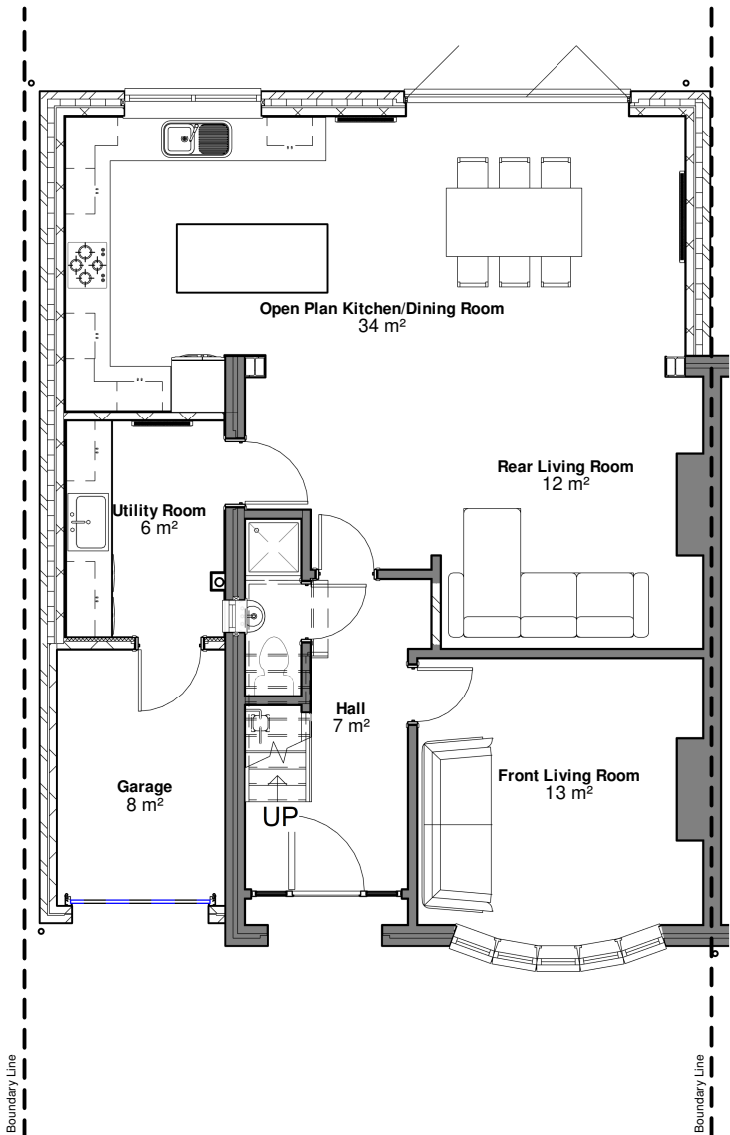 Open Plan Kitchen/Dining Room
34 m²
Rear Living Room
12 m²
Utility Room
6 m²
Hall
7 m²
Front Living Room
13 m²
Garage
8 m²
UP
Boundary Line
Boundary Line